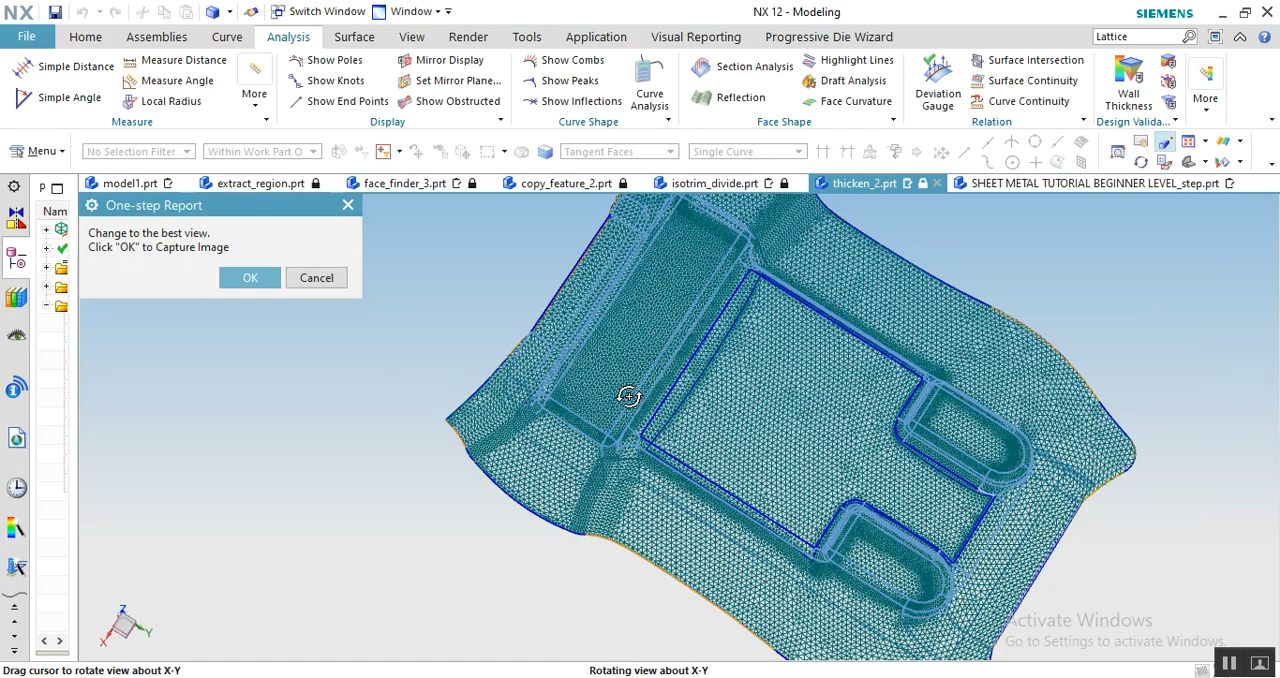 NX
Switch Window
Window
NX 12 - Modeling
SIEMENS
File
Home
Assemblies
Curve
Analysis
Surface
View
Render
Tools
Application
Visual Reporting
Progressive Die Wizard
Lattice
Simple Distance
Measure Distance
Measure Angle
Simple Angle
Local Radius
More
Measure
Show Poles
Show Knots
Show End Points
Mirror Display
Set Mirror Plane...
Show Obstructed
Display
Show Combs
Show Peaks
Show Inflections
Curve
Analysis
Curve Shape
Section Analysis
Reflection
Highlight Lines
Draft Analysis
Face Curvature
Face Shape
Deviation
Gauge
Surface Intersection
Surface Continuity
Curve Continuity
Relation
Wall
Thickness
Design Valida...
More
Menu
No Selection Filter
Within Work Part O
Tangent Faces
Single Curve
model1.prt
extract_region.prt
face_finder_3.prt
copy_feature_2.prt
isotrim_divide.prt
thicken_2.prt
SHEET METAL TUTORIAL BEGINNER LEVEL_step.prt
P
Nam
One-step Report
Change to the best view.
Click "OK" to Capture Image
OK
Cancel
Z
X
Y
Activate Windows
Go to Settings to activate Windows.
Drag cursor to rotate view about X-Y
Rotating view about X-Y